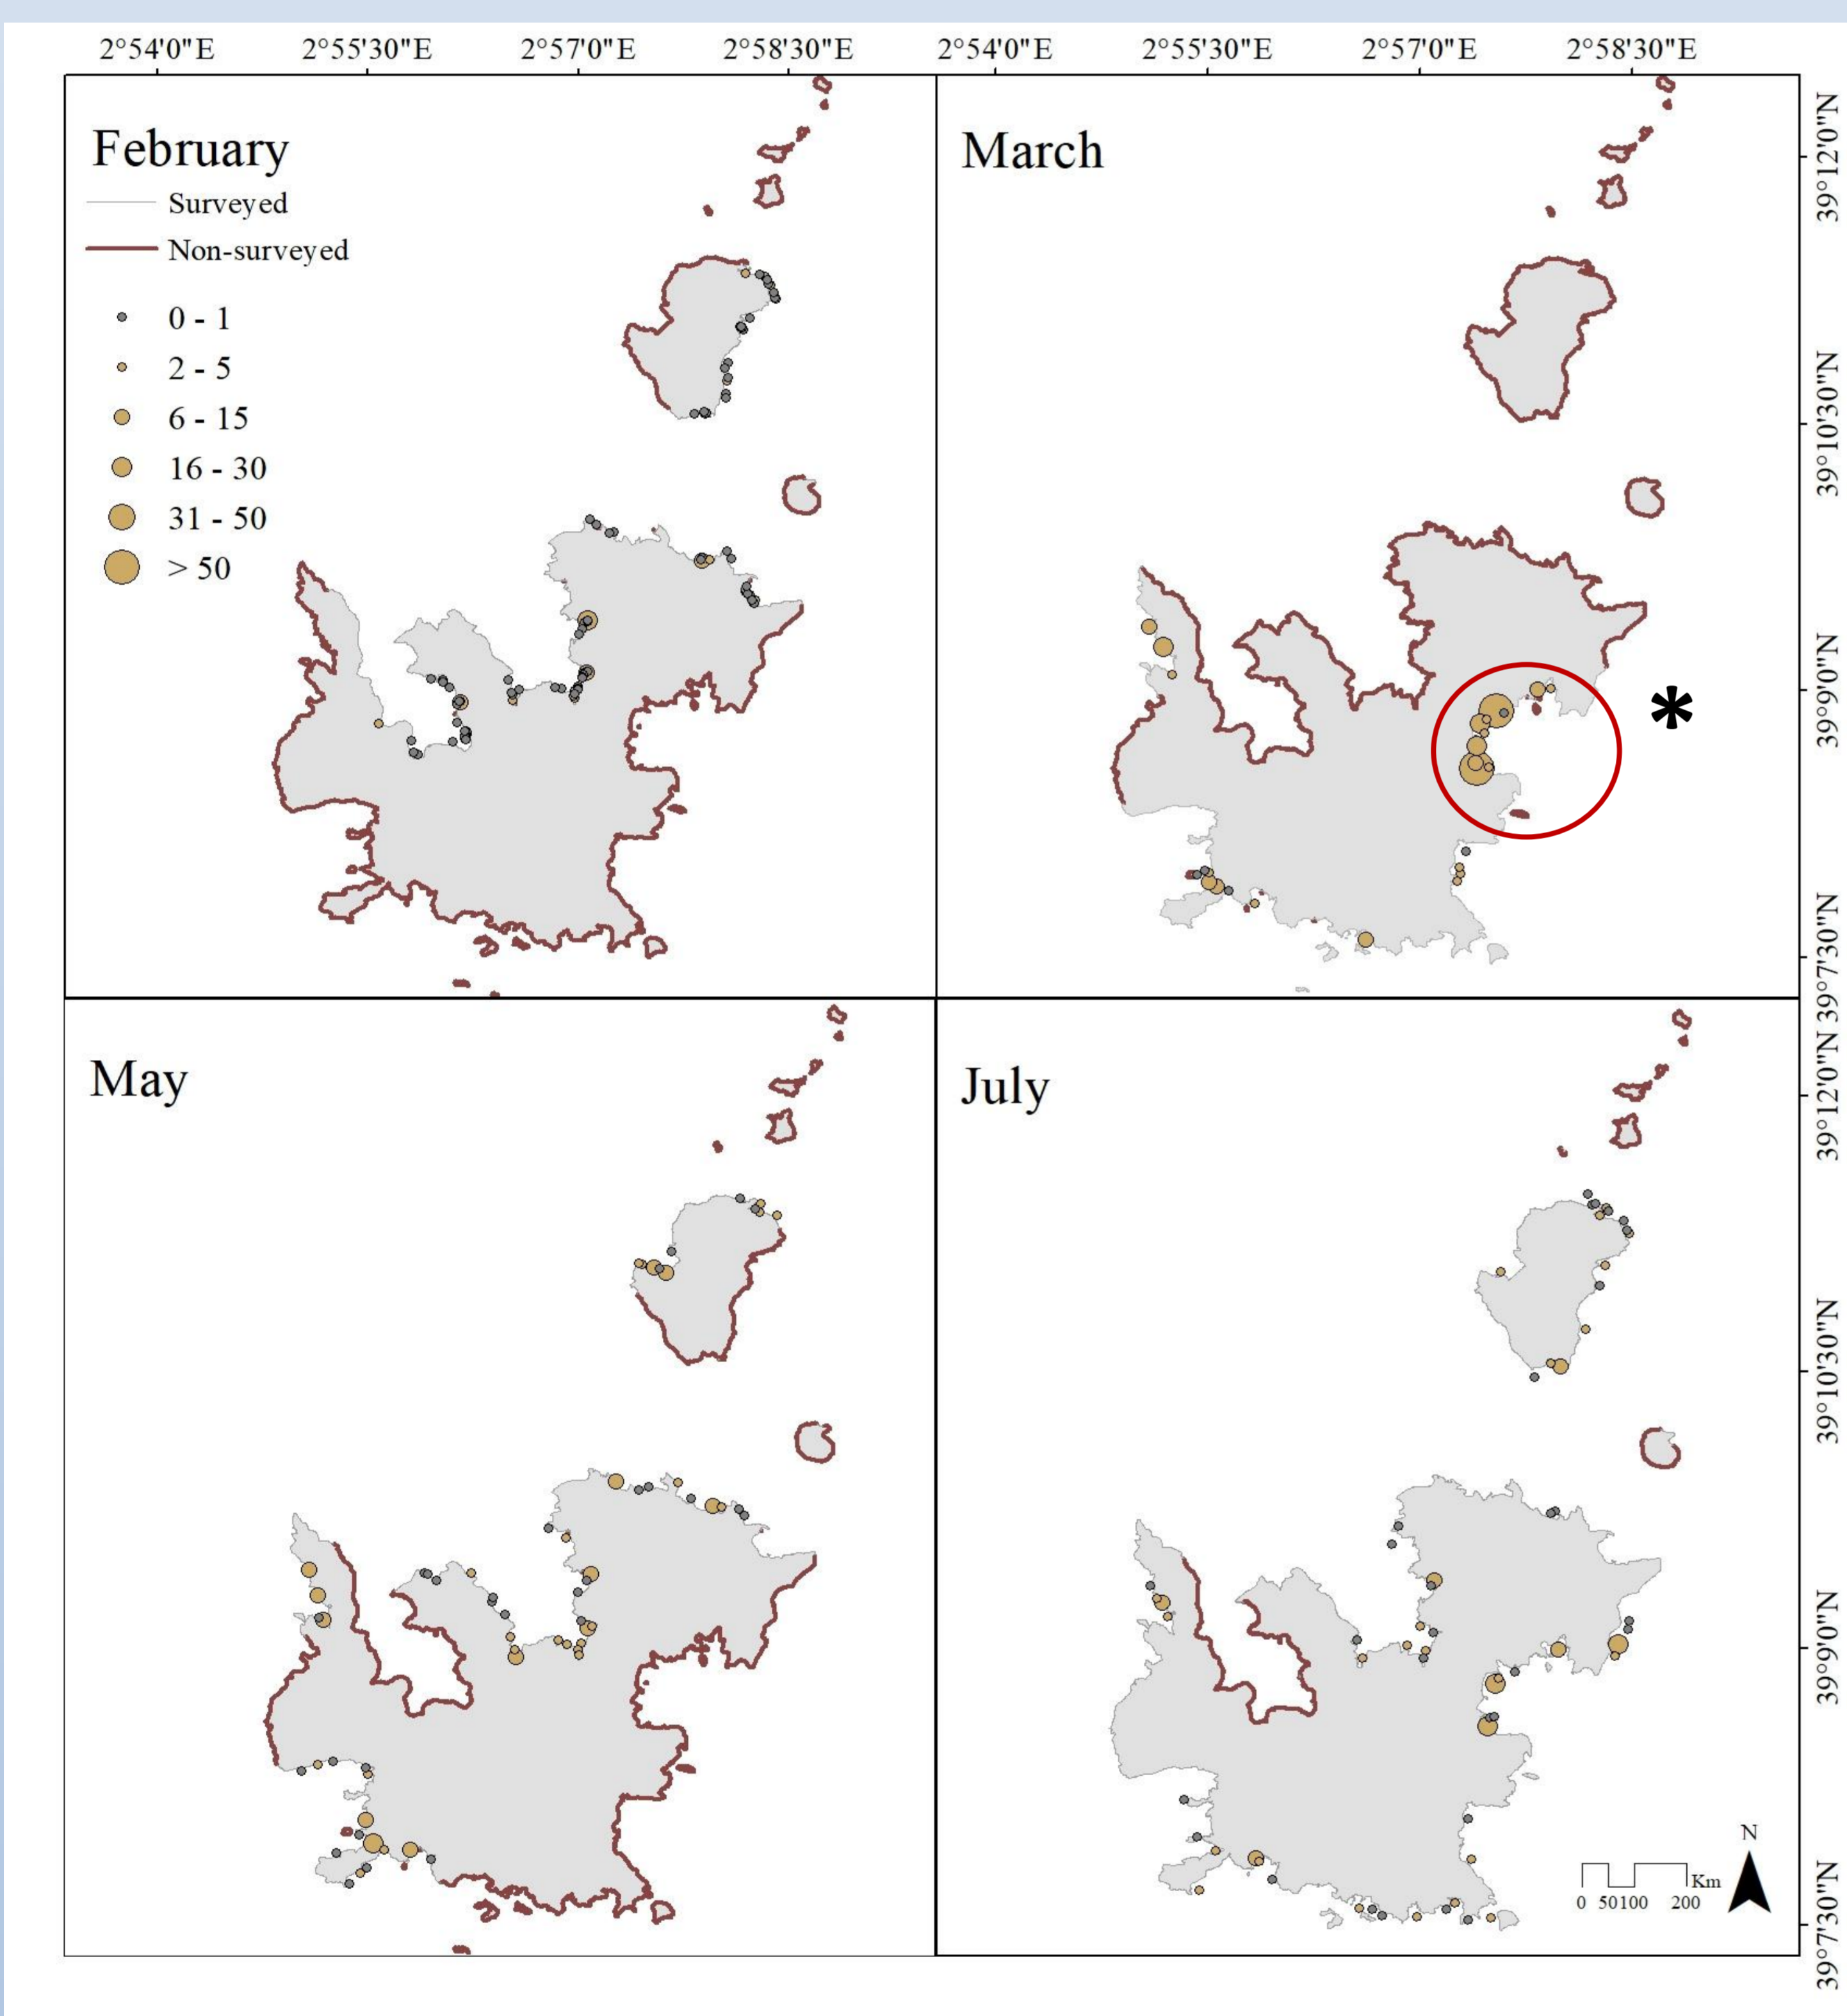 2°54'0"E 2°55'30"E 2°57'0"E 2°58'30"E 2°54'0"E 2°55'30"E 2°57'0"E 2°58'30"E
February
Surveyed
Non-surveyed
0 - 1
2 - 5
6 - 15
16 - 30
31 - 50
> 50
March
*
39°12'0"N
39°10'30"N
39°9'0"N
39°7'30"N
May
July
39°12'0"N
39°10'30"N
39°9'0"N
39°7'30"N
N
Km
0 50100 200